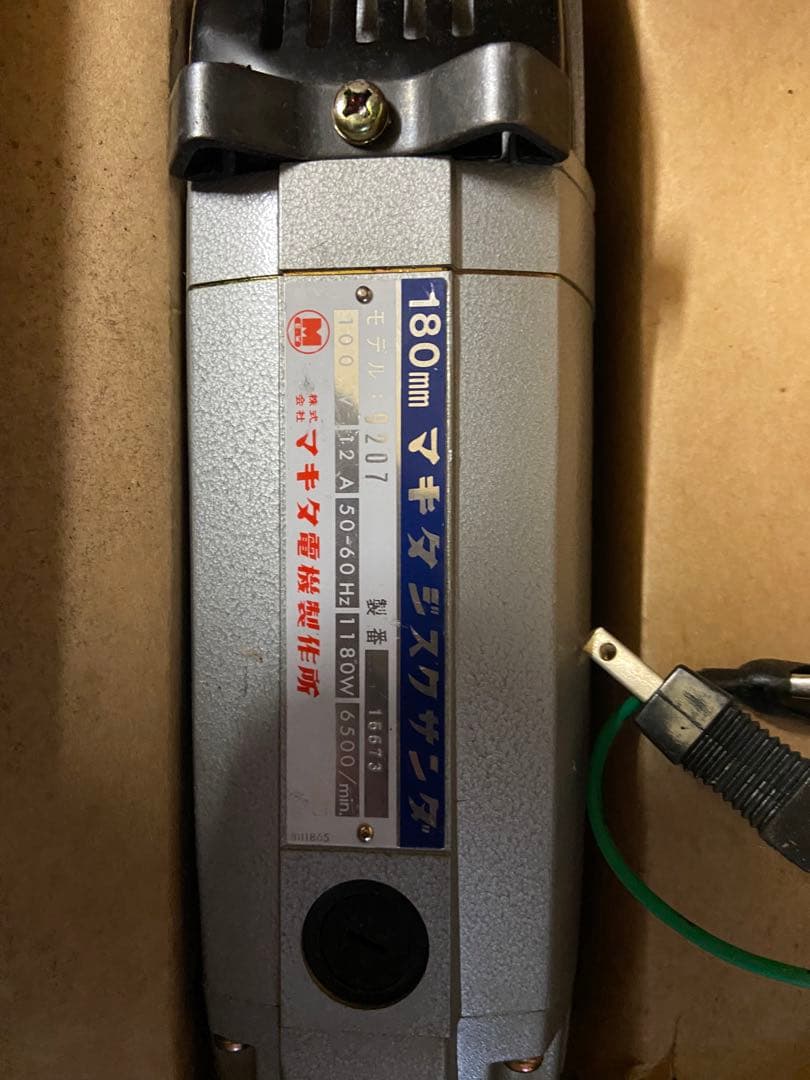 180mm マキタ ジスクサンダ
モデル: 9207 製番 16673
100 V 12 A 50-60Hz 1180W 6500/min.
M
株式会社 マキタ電機製作所